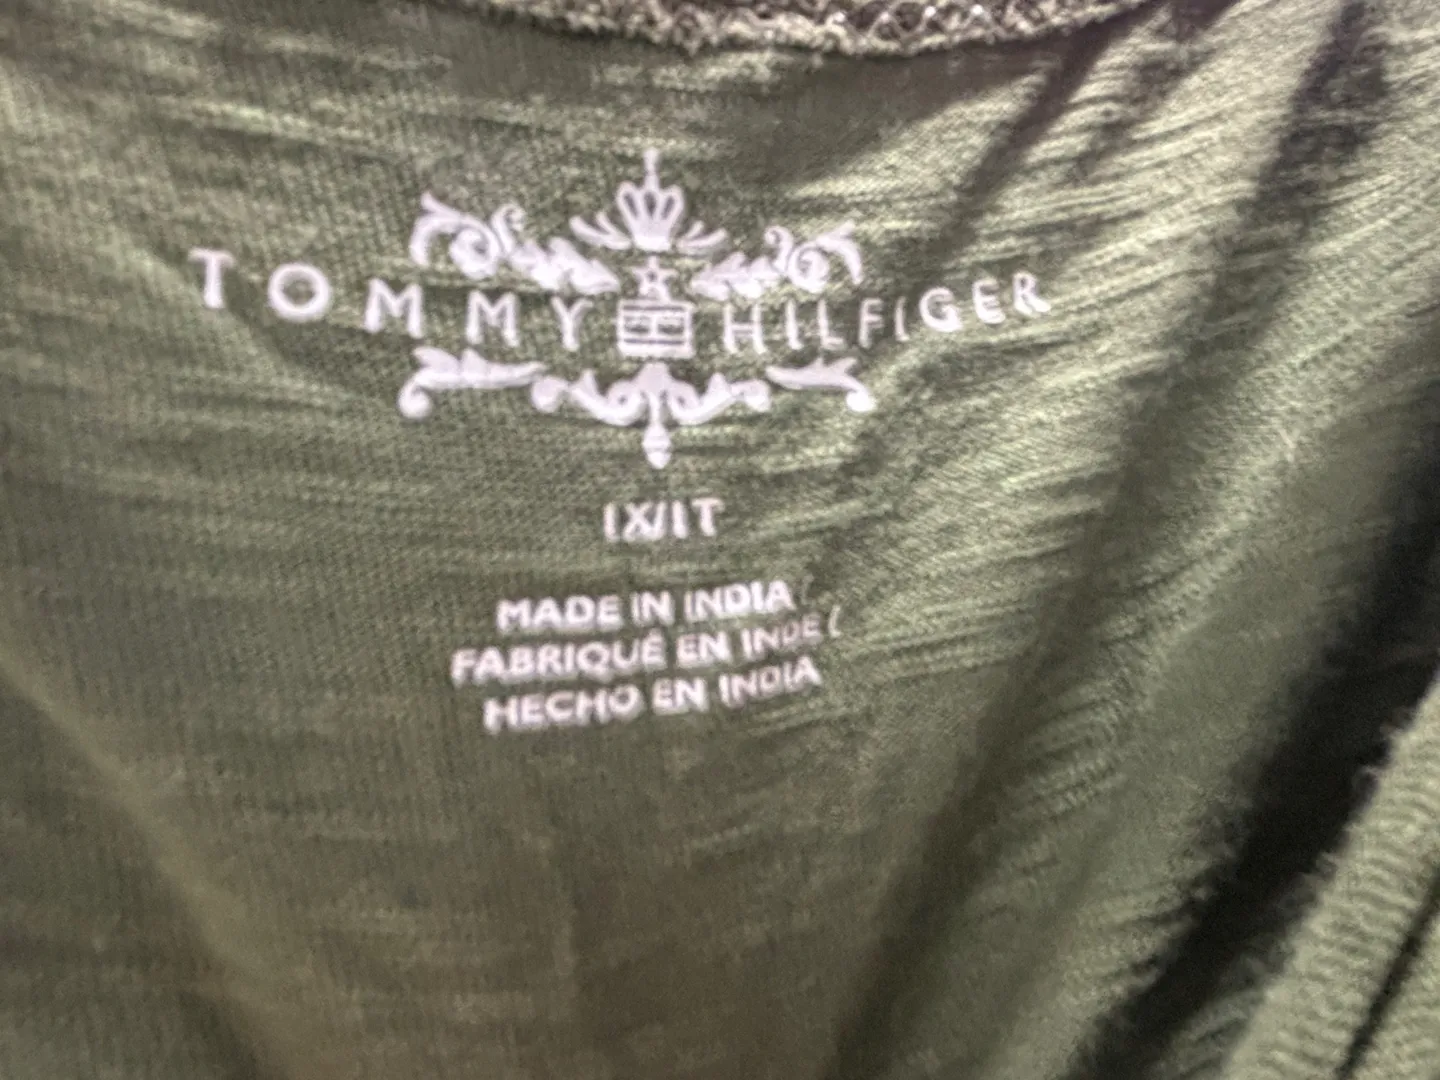 TOMMY HILFIGER
1X/1T
MADE IN INDIA
FABRIQUÉ EN INDE
HECHO EN INDIA